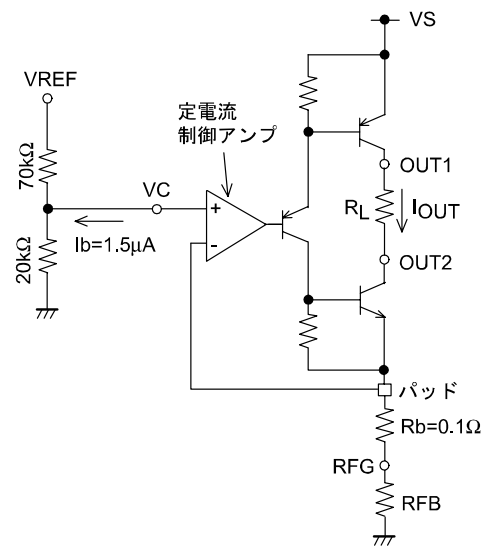 VS
VREF
定電流
制御アンプ
70kΩ
VC
OUT1
+
RL
IOUT
Ib=1.5μA
-
20kΩ
OUT2
パッド
Rb=0.1Ω
RFG
RFB